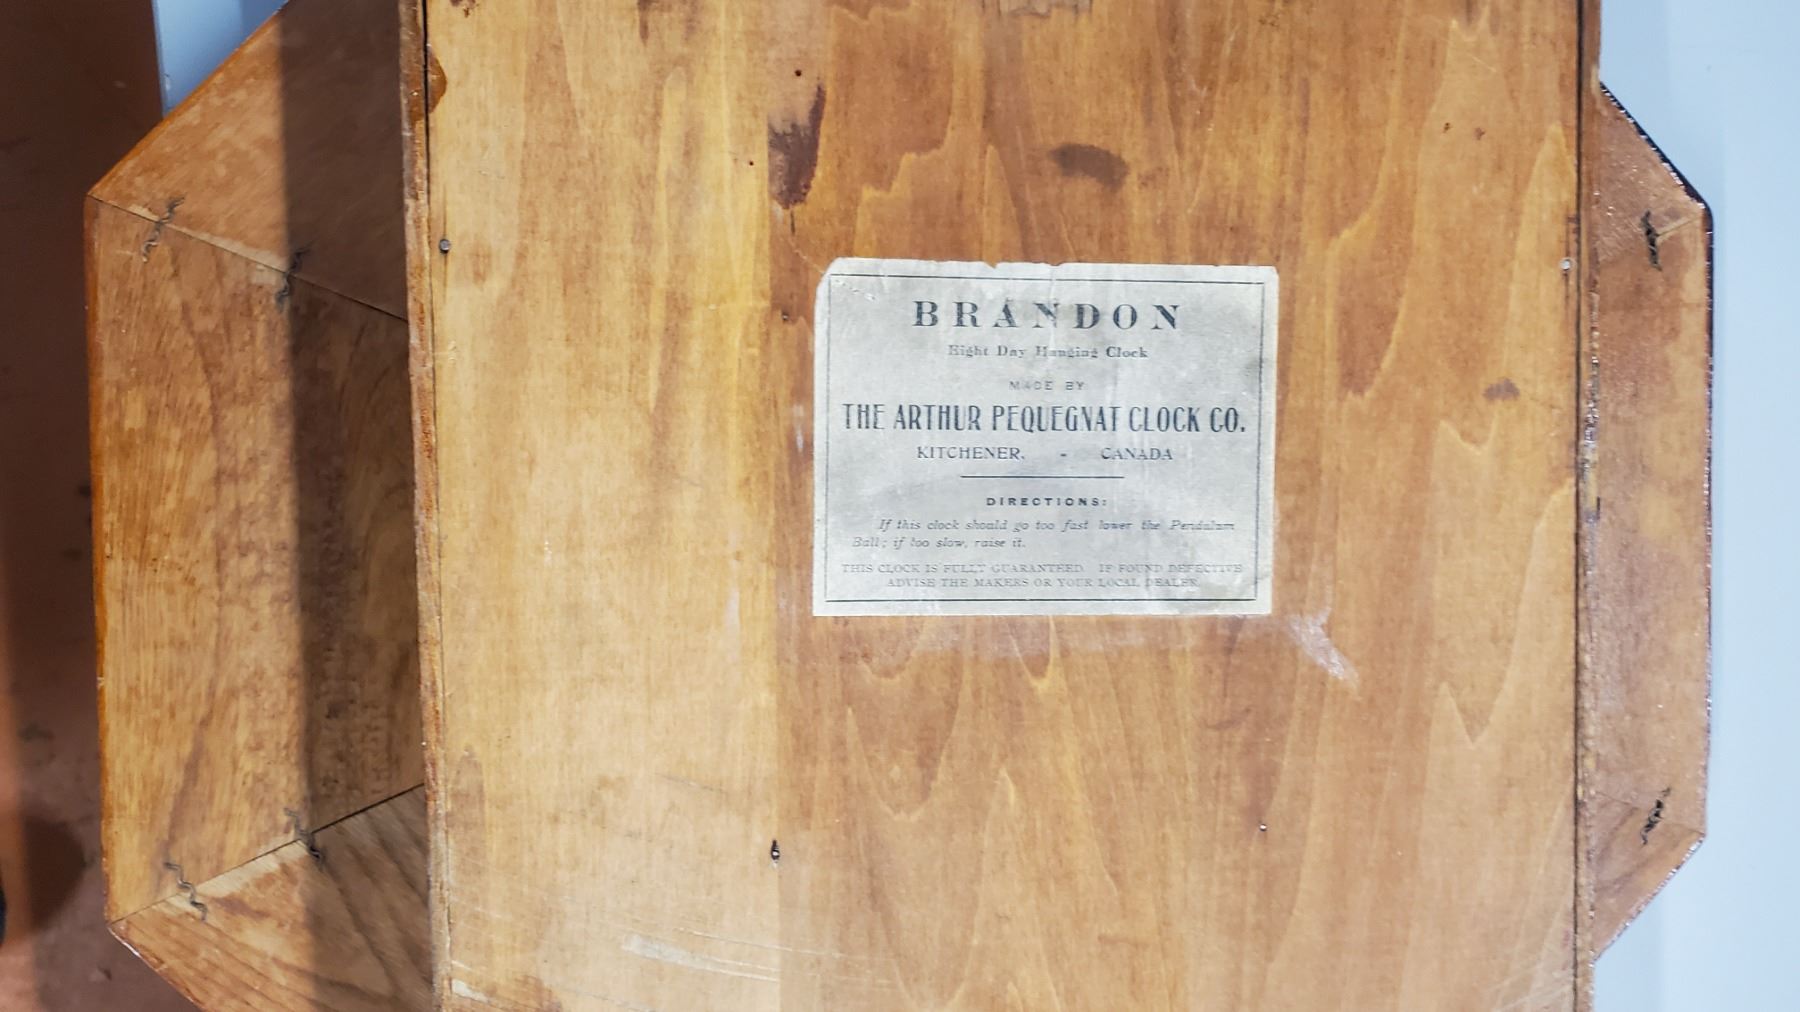 BRANDON
Eight Day Hanging Clock
MADE BY
THE ARTHUR PEQUEGNAT CLOCK CO.
KITCHENER, - CANADA
DIRECTIONS:
If this clock should go too fast lower the Pendulum
Ball; if too slow, raise it.
THIS CLOCK IS FULLY GUARANTEED. IF FOUND DEFECTIVE
ADVISE THE MAKERS OR YOUR LOCAL DEALER.